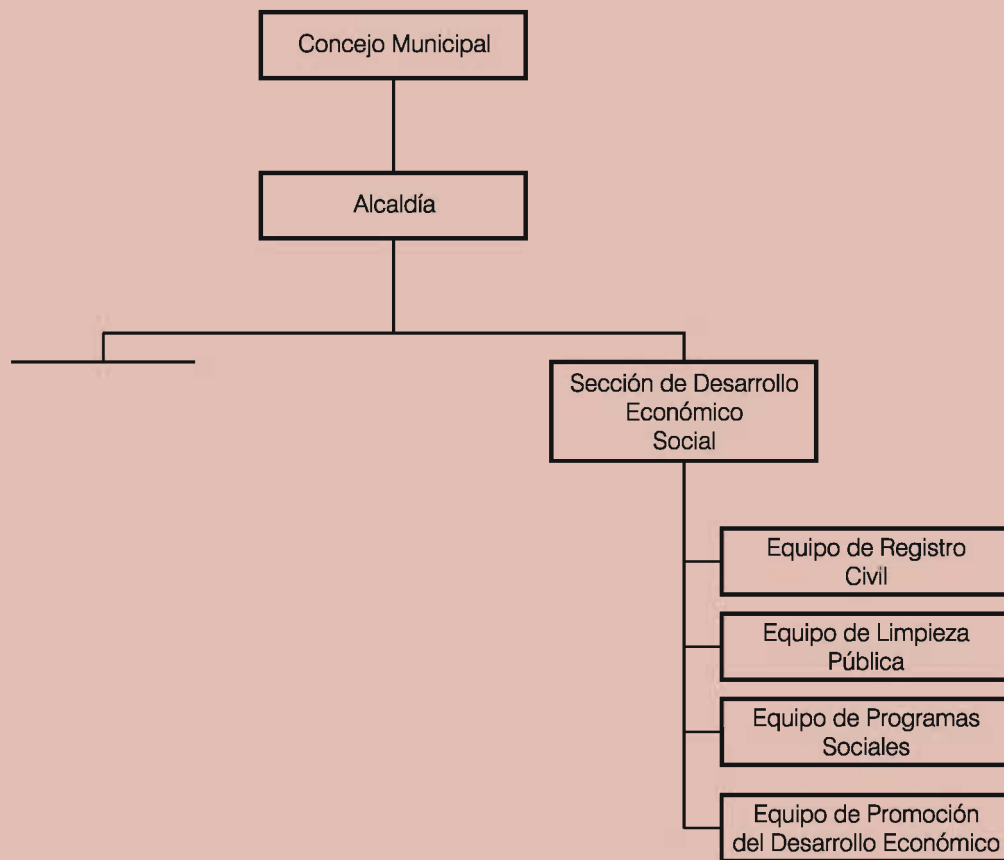 Concejo Municipal
Alcaldía
Sección de Desarrollo
Económico
Social
Equipo de Registro
Civil
Equipo de Limpieza
Pública
Equipo de Programas
Sociales
Equipo de Promoción
del Desarrollo Económico